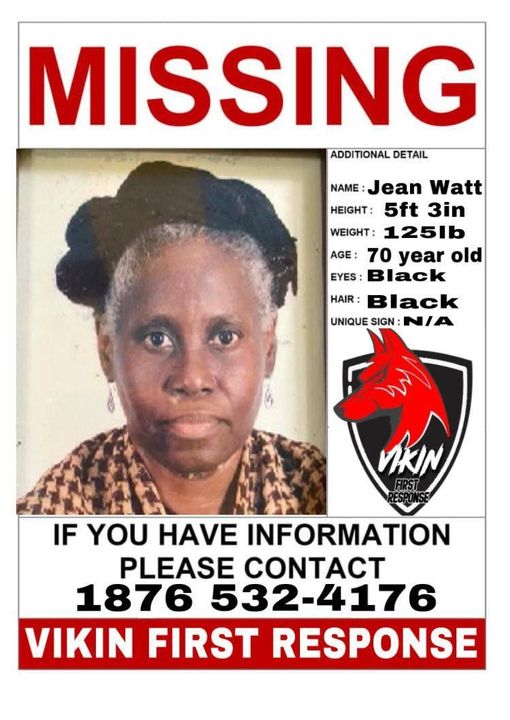 MISSING
ADDITIONAL DETAIL
NAME : Jean Watt
HEIGHT : 5ft 3in
WEIGHT : 125lb
AGE : 70 year old
EYES : Black
HAIR : Black
UNIQUE SIGN : N/A
VIKIN
FIRST
RESPONSE
IF YOU HAVE INFORMATION
PLEASE CONTACT
1876 532-4176
VIKIN FIRST RESPONSE